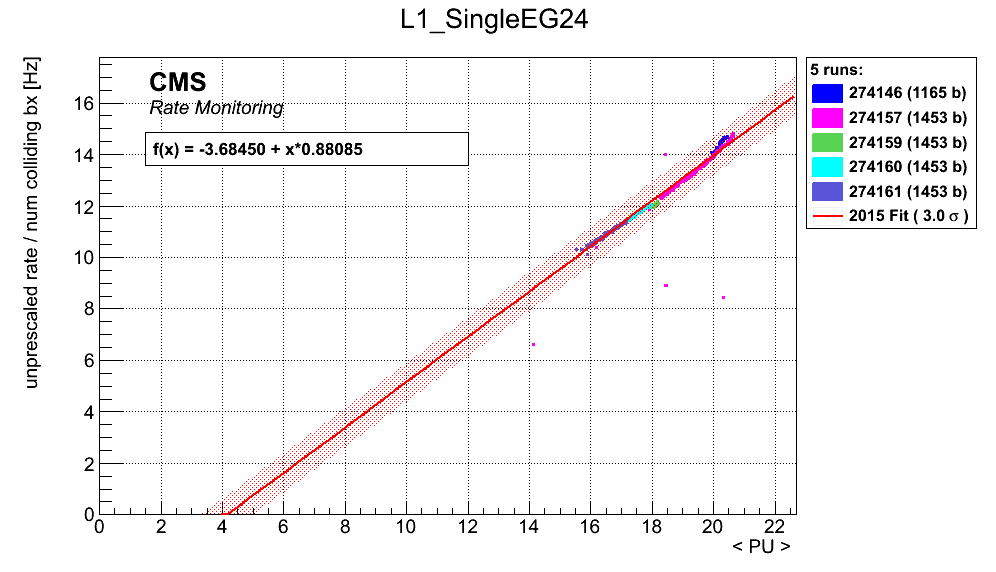 L1_SingleEG24
unprescaled rate / num colliding bx [Hz]
CMS
Rate Monitoring
f(x) = -3.68450 + x*0.88085
16
14
12
10
8
6
4
2
0
0 2 4 6 8 10 12 14 16 18 20 22
< PU >
5 runs:
274146 (1165 b)
274157 (1453 b)
274159 (1453 b)
274160 (1453 b)
274161 (1453 b)
2015 Fit ( 3.0 σ )